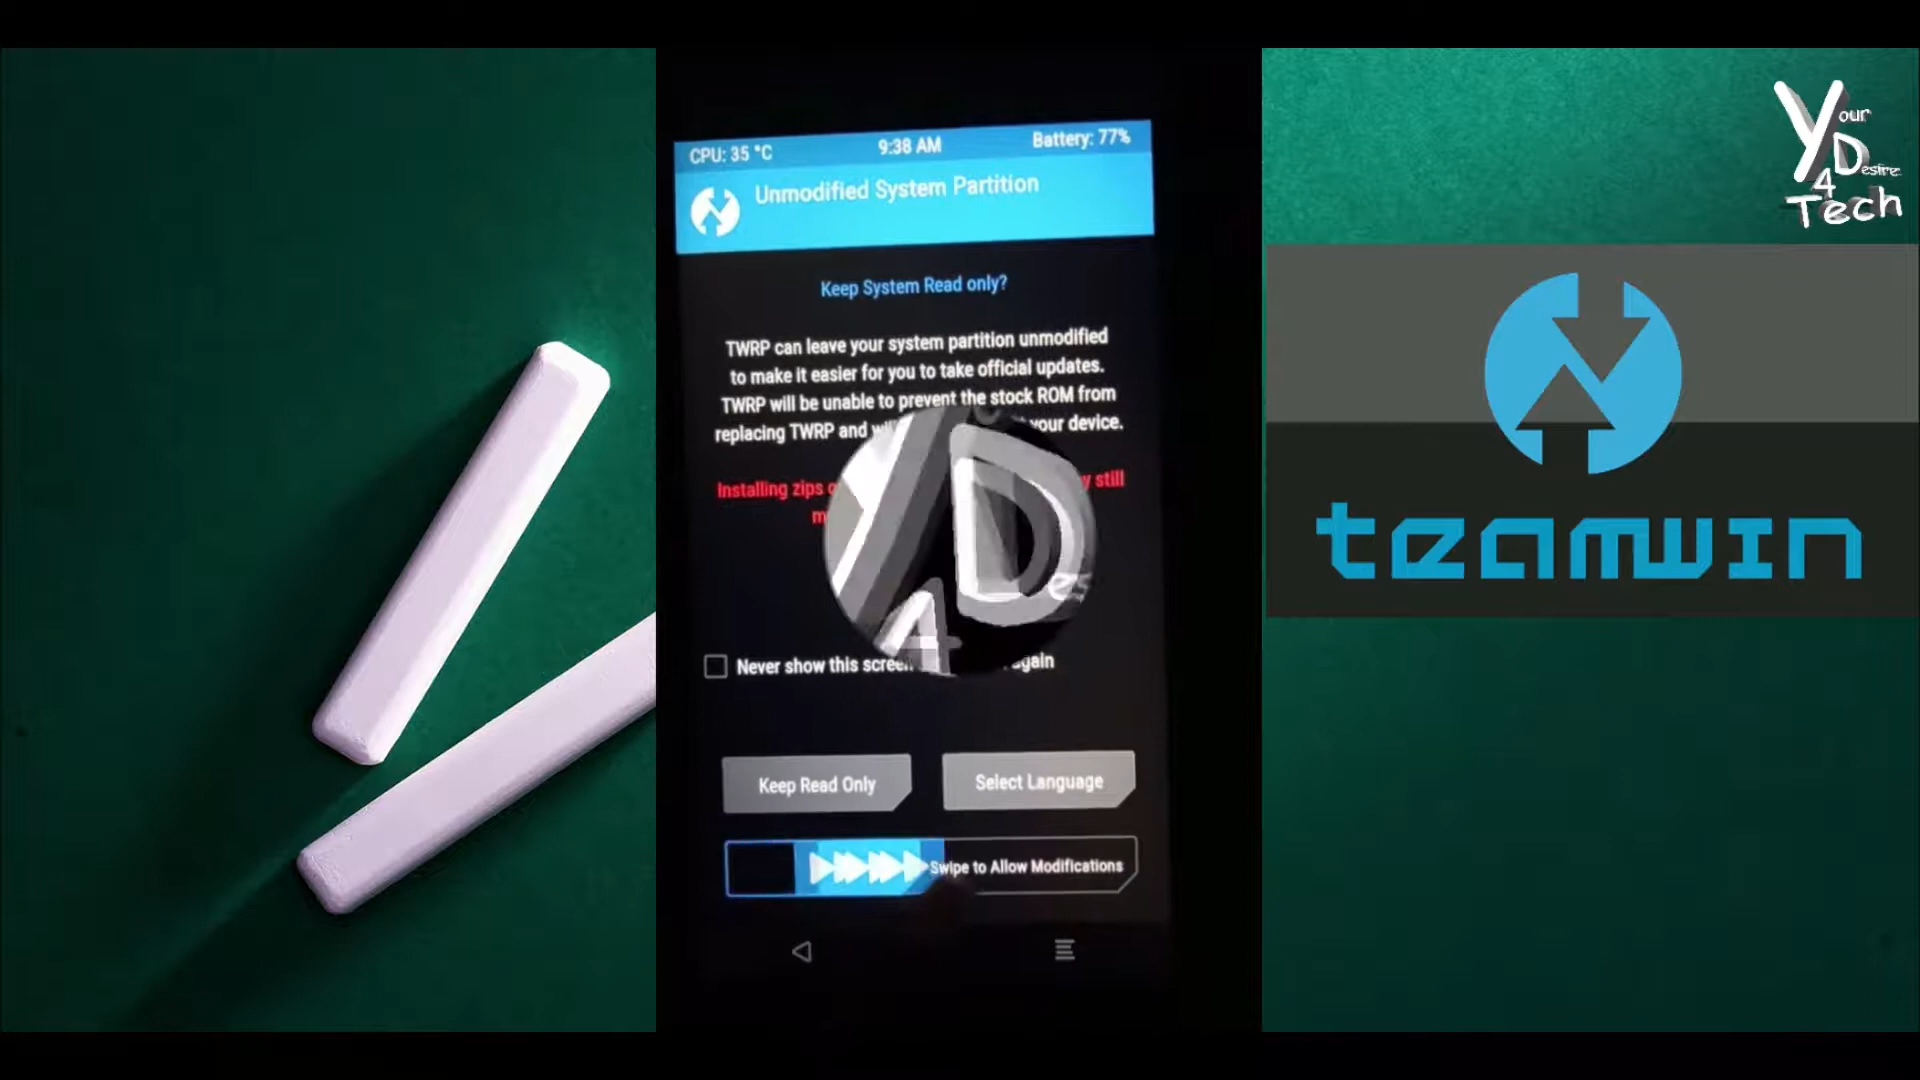 CPU: 35 °C
9:38 AM
Battery: 77%
Unmodified System Partition
Keep System Read only?
TWRP can leave your system partition unmodified
to make it easier for you to take official updates.
TWRP will be unable to prevent the stock ROM from
replacing TWRP and your device.
Installing zips still
Never show this screen again
Keep Read Only
Select Language
Swipe to Allow Modifications
Your
Desire
4
Tech
teamwin
YD
4